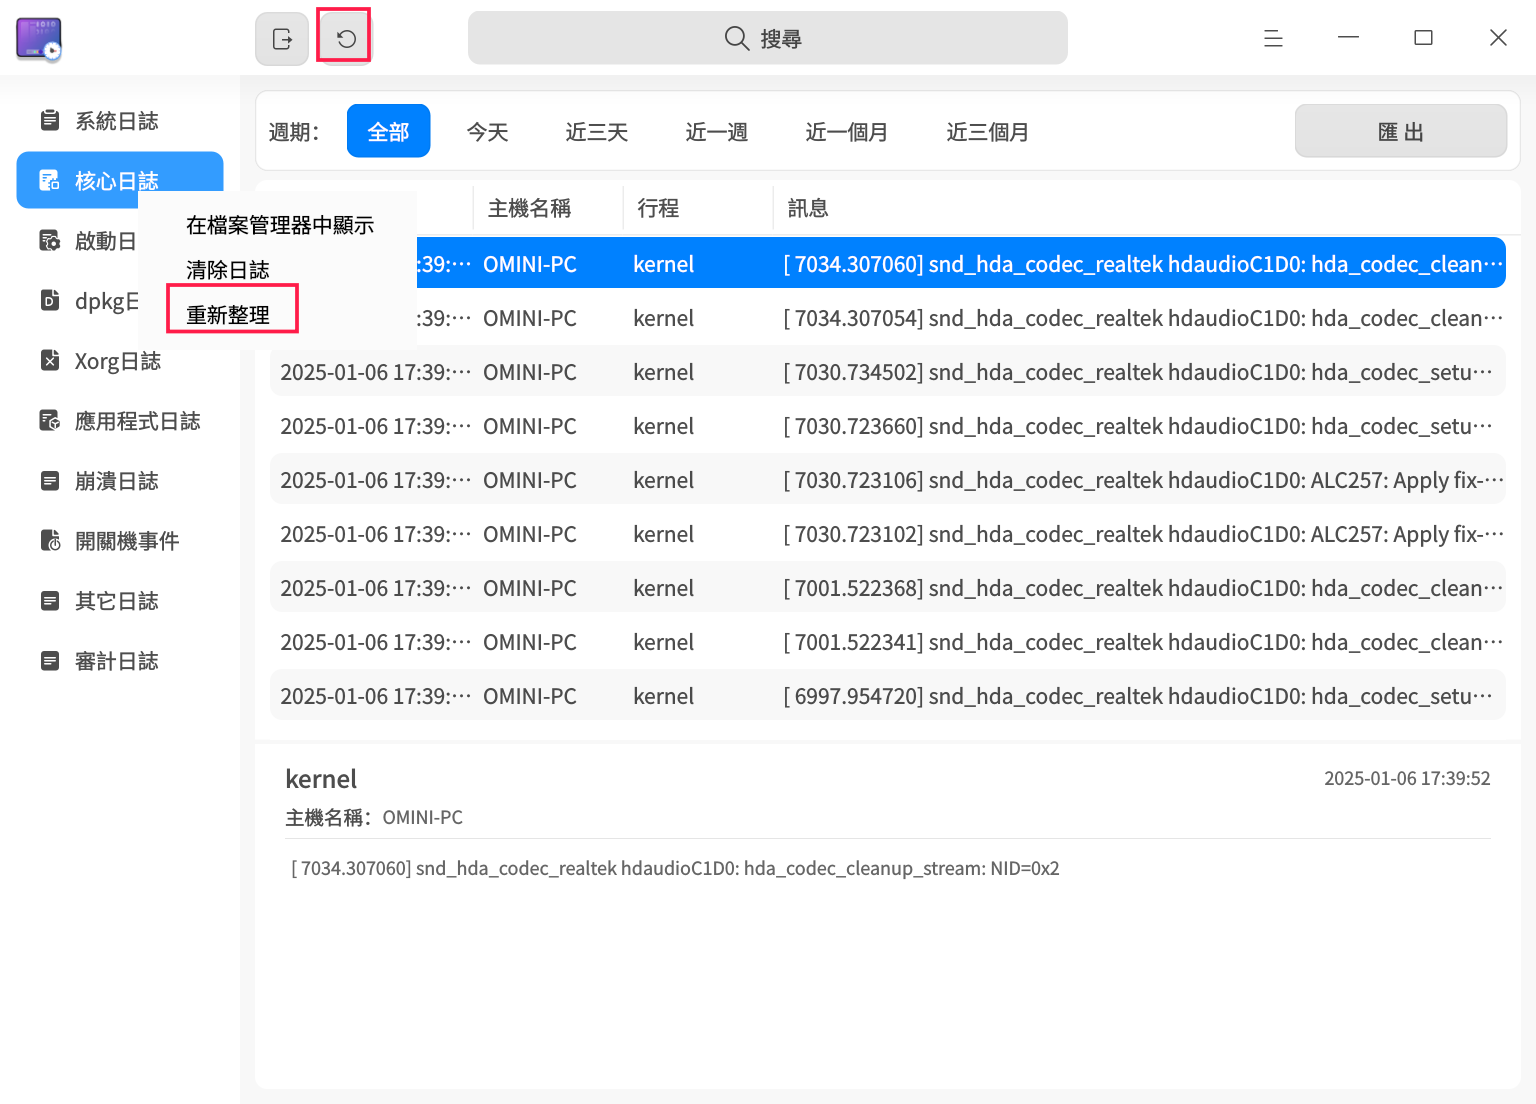 搜尋
系統日誌
核心日誌
啟動日
dpkg日
Xorg日誌
應用程式日誌
崩潰日誌
開關機事件
其它日誌
審計日誌
在檔案管理器中顯示
清除日誌
重新整理
週期： 全部 今天 近三天 近一週 近一個月 近三個月 匯出
主機名稱 行程 訊息
:39:⋯ OMINI-PC kernel [ 7034.307060] snd_hda_codec_realtek hdaudioC1D0: hda_codec_clean⋯
:39:⋯ OMINI-PC kernel [ 7034.307054] snd_hda_codec_realtek hdaudioC1D0: hda_codec_clean⋯
2025-01-06 17:39:⋯ OMINI-PC kernel [ 7030.734502] snd_hda_codec_realtek hdaudioC1D0: hda_codec_setu⋯
2025-01-06 17:39:⋯ OMINI-PC kernel [ 7030.723660] snd_hda_codec_realtek hdaudioC1D0: hda_codec_setu⋯
2025-01-06 17:39:⋯ OMINI-PC kernel [ 7030.723106] snd_hda_codec_realtek hdaudioC1D0: ALC257: Apply fix-⋯
2025-01-06 17:39:⋯ OMINI-PC kernel [ 7030.723102] snd_hda_codec_realtek hdaudioC1D0: ALC257: Apply fix-⋯
2025-01-06 17:39:⋯ OMINI-PC kernel [ 7001.522368] snd_hda_codec_realtek hdaudioC1D0: hda_codec_clean⋯
2025-01-06 17:39:⋯ OMINI-PC kernel [ 7001.522341] snd_hda_codec_realtek hdaudioC1D0: hda_codec_clean⋯
2025-01-06 17:39:⋯ OMINI-PC kernel [ 6997.954720] snd_hda_codec_realtek hdaudioC1D0: hda_codec_setu⋯
kernel 2025-01-06 17:39:52
主機名稱： OMINI-PC
[ 7034.307060] snd_hda_codec_realtek hdaudioC1D0: hda_codec_cleanup_stream: NID=0x2